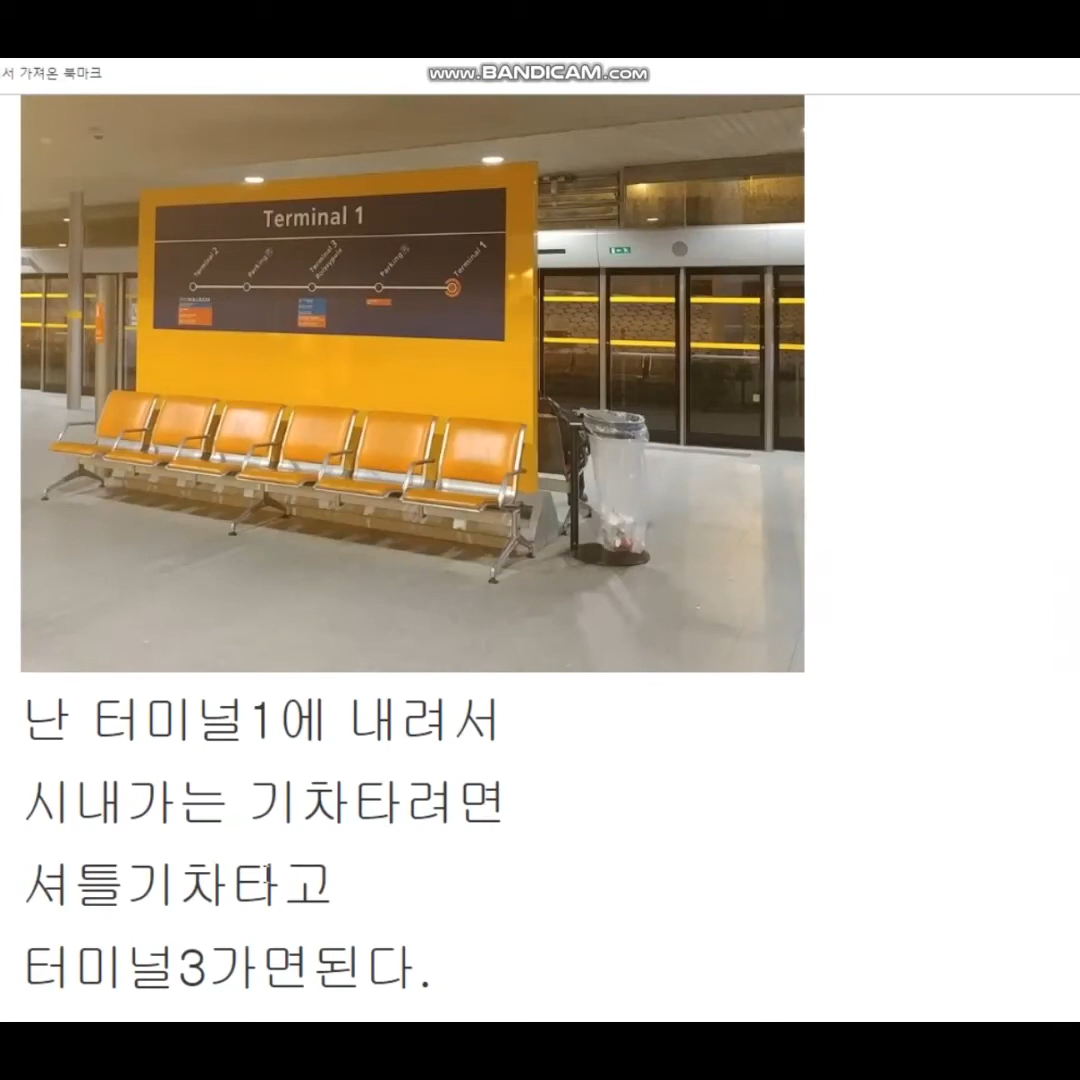 서 가져온 북마크
www.BANDICAM.com
Terminal 1
Terminal 2
Parking
Terminal 3
Roissypole
Parking
Terminal 1
난 터미널1에 내려서
시내가는 기차타려면
셔틀기차타고
터미널3가면된다.